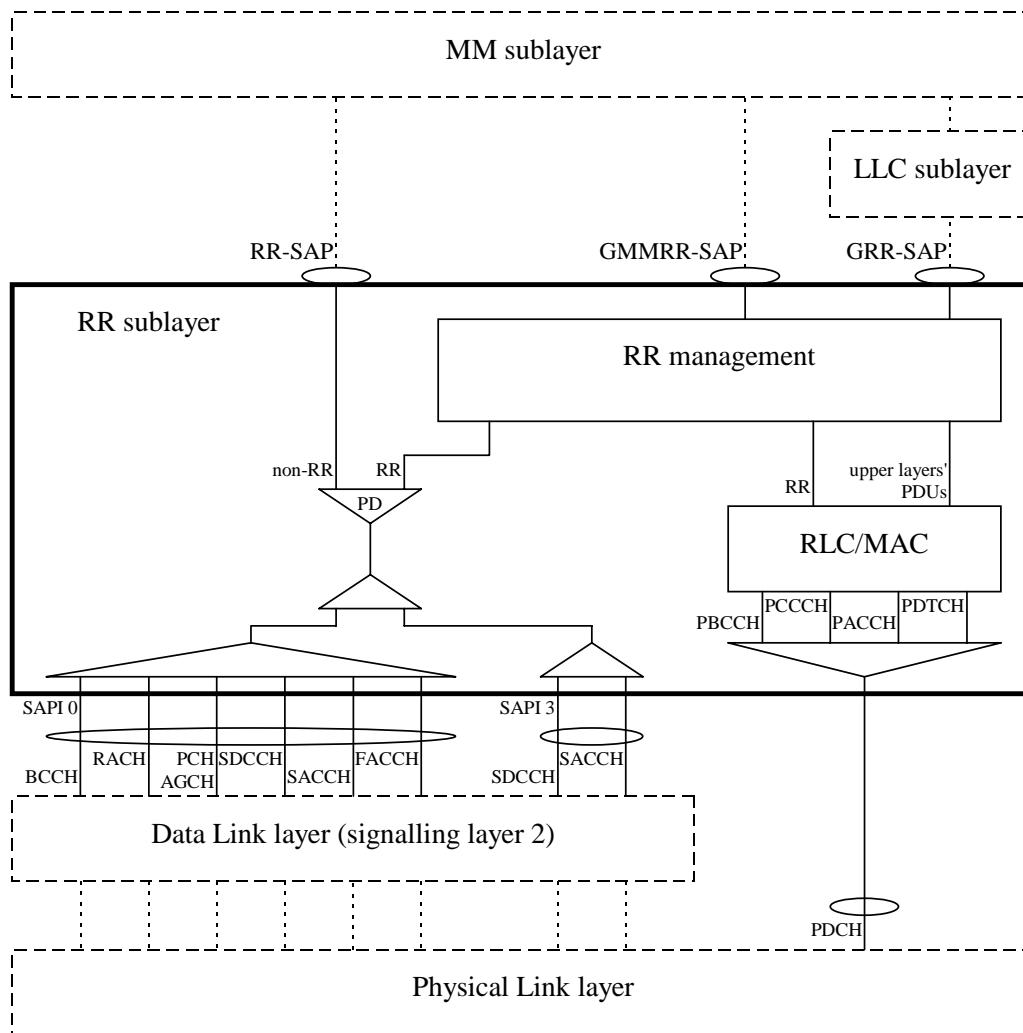 MM sublayer
LLC sublayer
RR-SAP
GMMRR-SAP
GRR-SAP
RR sublayer
RR management
non-RR
RR
PD
RR
upper layers'
PDUs
RLC/MAC
PBCCH
PCCCH
PACCH
PDTCH
SAPI 0
SAPI 3
BCCH
RACH
PCH
AGCH
SDCCH
SACCH
FACCH
SDCCH
SACCH
Data Link layer (signalling layer 2)
PDCH
Physical Link layer